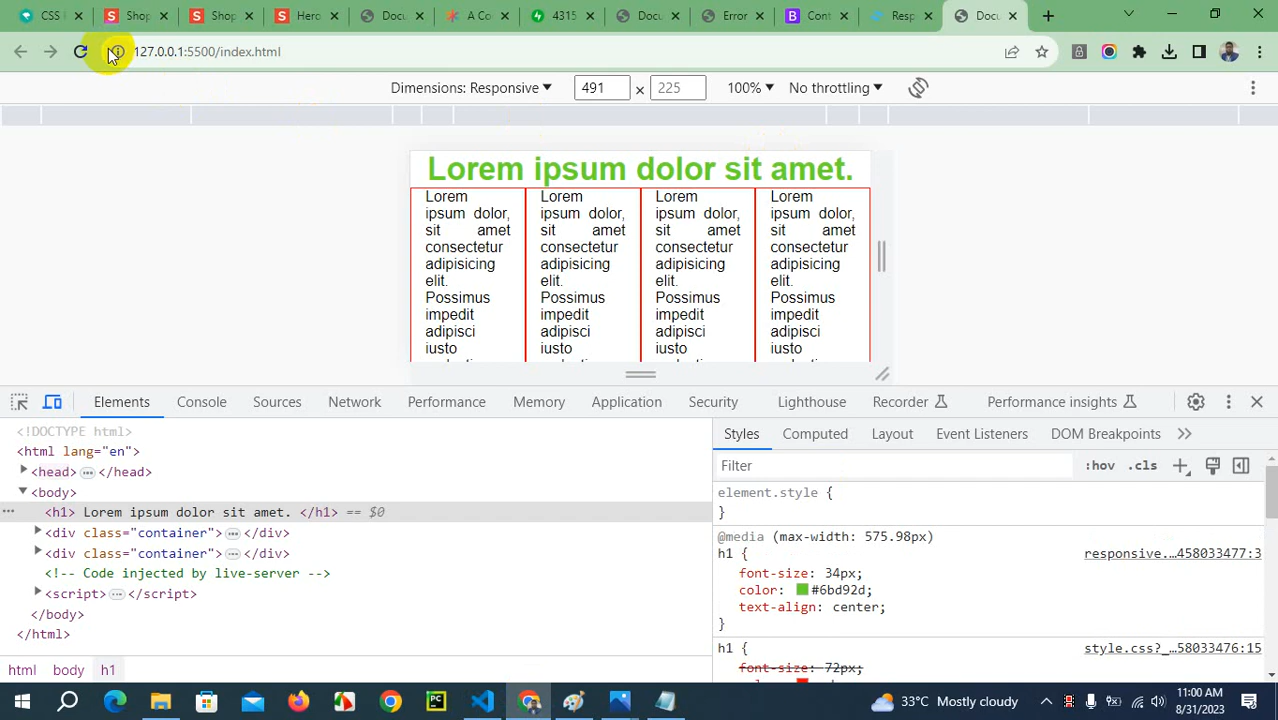 CSS
Shop
Shop
Hero
Docu
A Co
4315
Docu
Error
Cont
Resp
Docu
127.0.0.1:5500/index.html
Dimensions: Responsive 491 × 225 100% No throttling
Lorem ipsum dolor sit amet.
Lorem Lorem Lorem Lorem
ipsum dolor, ipsum dolor, ipsum dolor, ipsum dolor,
sit amet sit amet sit amet sit amet
consectetur consectetur consectetur consectetur
adipisicing adipisicing adipisicing adipisicing
elit. elit. elit. elit.
Possimus Possimus Possimus Possimus
impedit impedit impedit impedit
adipisci adipisci adipisci adipisci
iusto iusto iusto iusto
Elements Console Sources Network Performance Memory Application Security Lighthouse Recorder Performance insights
<!DOCTYPE html>
<html lang="en">
<head> ... </head>
<body>
... <h1> Lorem ipsum dolor sit amet. </h1> == $0
<div class="container"> ... </div>
<div class="container"> ... </div>
<!-- Code injected by live-server -->
<script> ... </script>
</body>
</html>
html body h1
Styles Computed Layout Event Listeners DOM Breakpoints >>
Filter :hov .cls +
element.style {
}
@media (max-width: 575.98px)
h1 { responsive.…458033477:3
font-size: 34px;
color: #6bd92d;
text-align: center;
}
h1 { style.css?_…58033476:15
font-size: 72px;
33°C Mostly cloudy
11:00 AM
8/31/2023